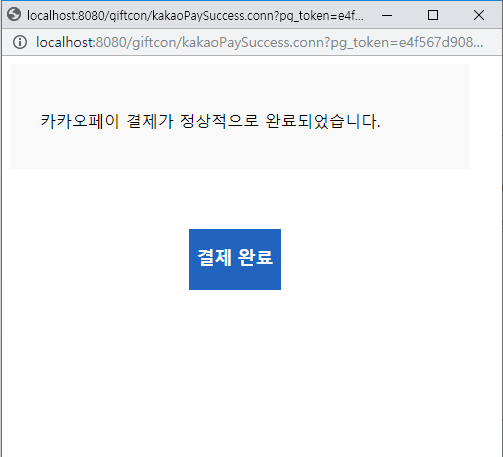 localhost:8080/giftcon/kakaoPaySuccess.conn?pg_token=e4f...
localhost:8080/giftcon/kakaoPaySuccess.conn?pg_token=e4f567d908...
카카오페이 결제가 정상적으로 완료되었습니다.
결제 완료